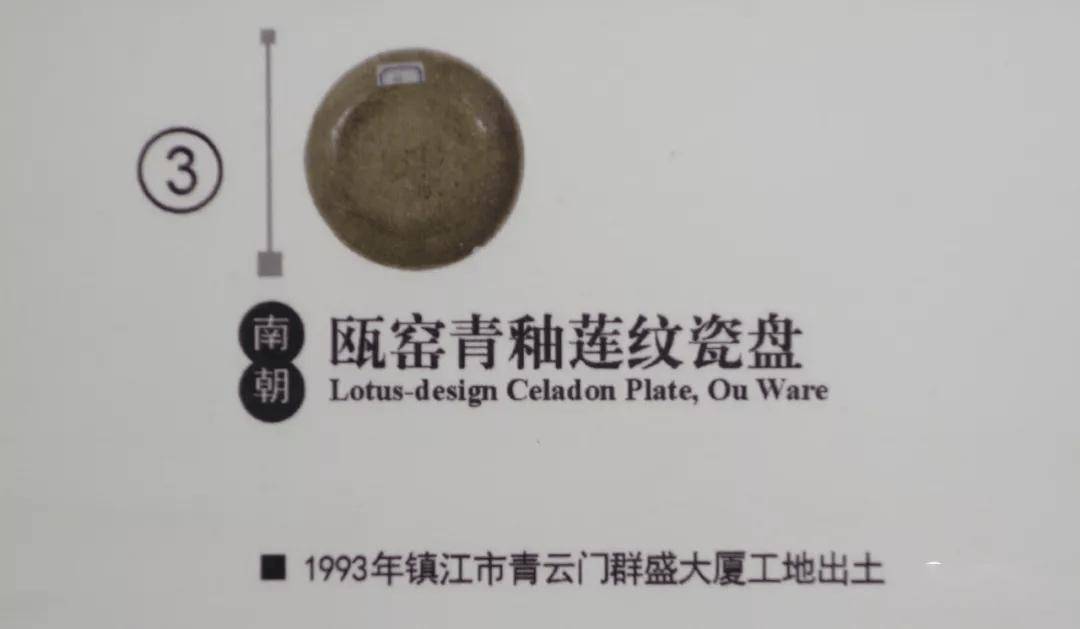 ③
南朝
瓯窑青釉莲纹瓷盘
Lotus-design Celadon Plate, Ou Ware
■ 1993年镇江市青云门群盛大厦工地出土